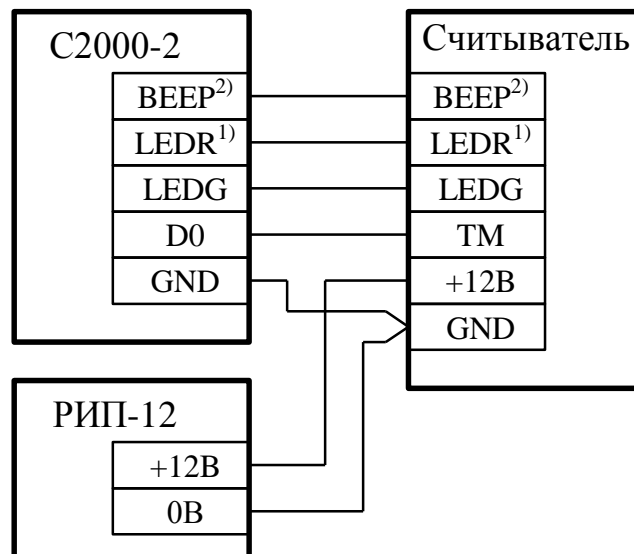 С2000-2
BEEP2)
LEDR1)
LEDG
D0
GND
Считыватель
BEEP2)
LEDR1)
LEDG
TM
+12В
GND
РИП-12
+12В
0В